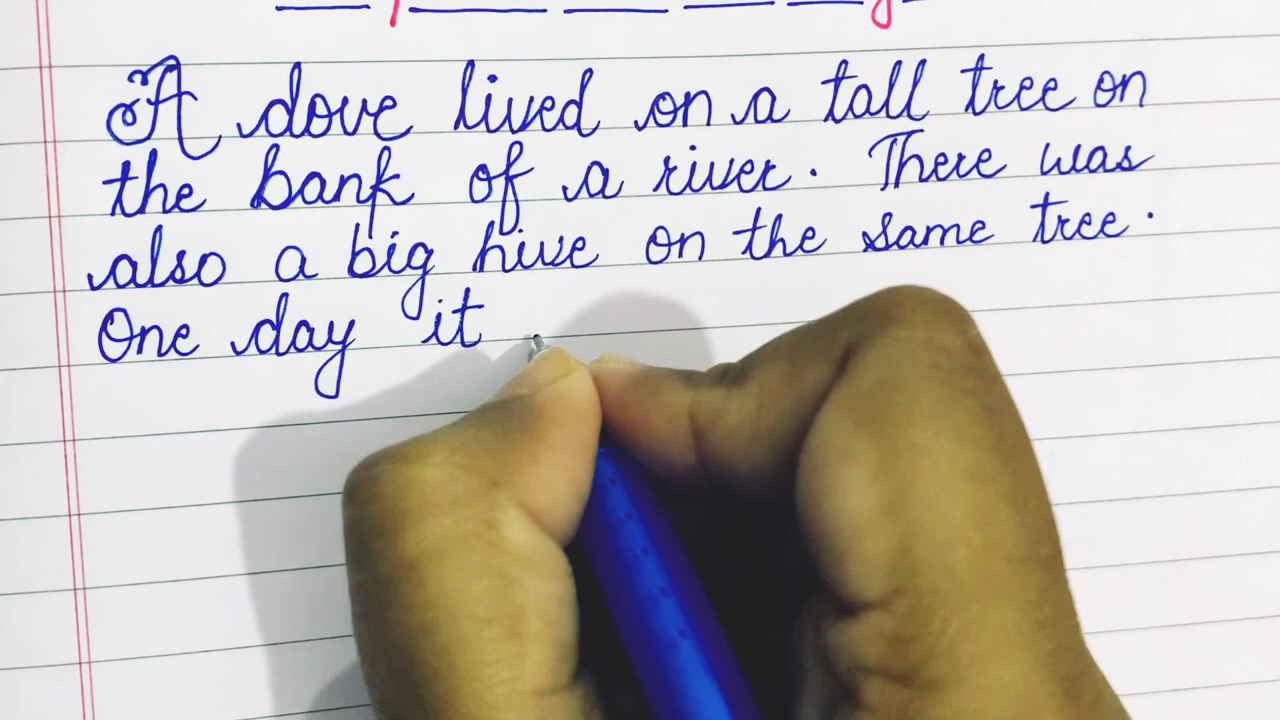 A dove lived on a tall tree on
the bank of a river. There was
also a big hive on the same tree.
One day it